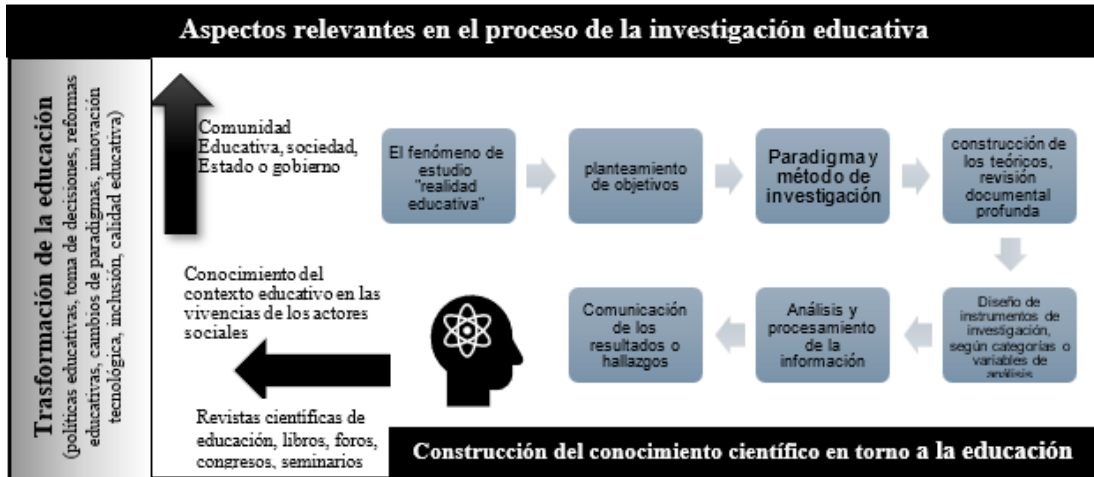 Aspectos relevantes en el proceso de la investigación educativa
Trasformación de la educación
(políticas educativas, toma de decisiones, reformas
educativas, cambios de paradigmas, innovación
tecnológica, inclusión, calidad educativa)
Comunidad
Educativa, sociedad,
Estado o gobierno
El fenómeno de
estudio
"realidad
educativa"
planteamiento
de objetivos
Paradigma y
método de
investigación
construcción de
los teóricos,
revisión
documental
profunda
Diseño de
instrumentos de
investigación,
según categorías o
variables de
análisis
Análisis y
procesamiento
de la
información
Comunicación
de los
resultados o
hallazgos
Conocimiento del
contexto educativo en las
vivencias de los actores
sociales
Revistas científicas de
educación, libros, foros,
congresos, seminarios
Construcción del conocimiento científico en torno a la educación